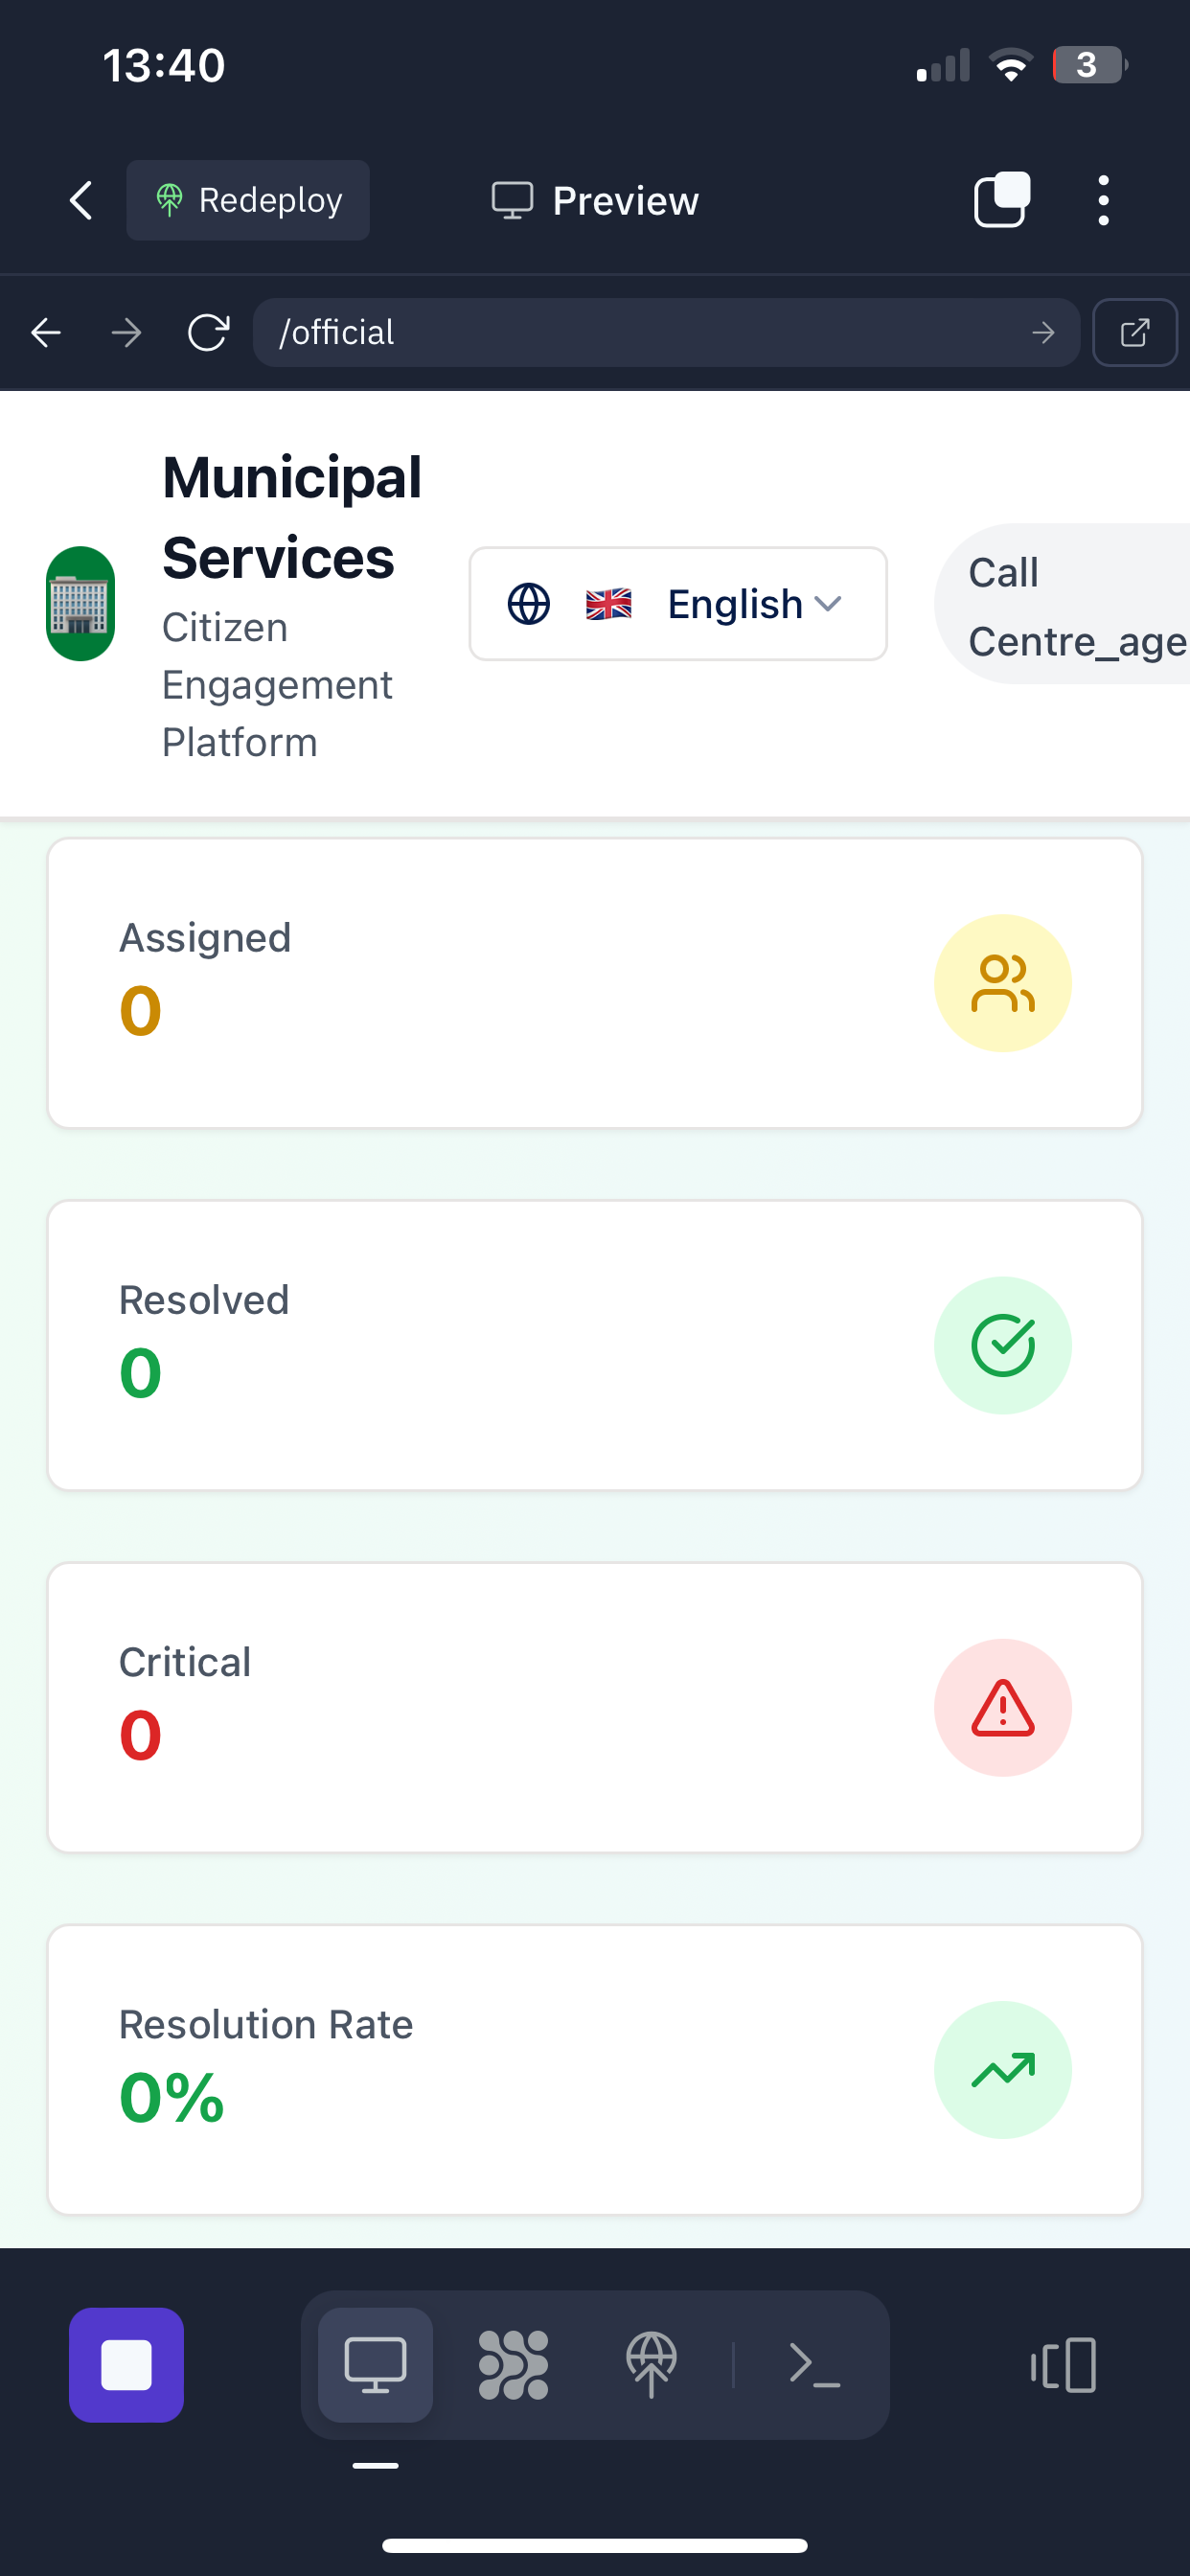 13:40
3
Redeploy
Preview
/official
Municipal
Services
Citizen
Engagement
Platform
English
Call
Centre_age
Assigned
0
Resolved
0
Critical
0
Resolution Rate
0%